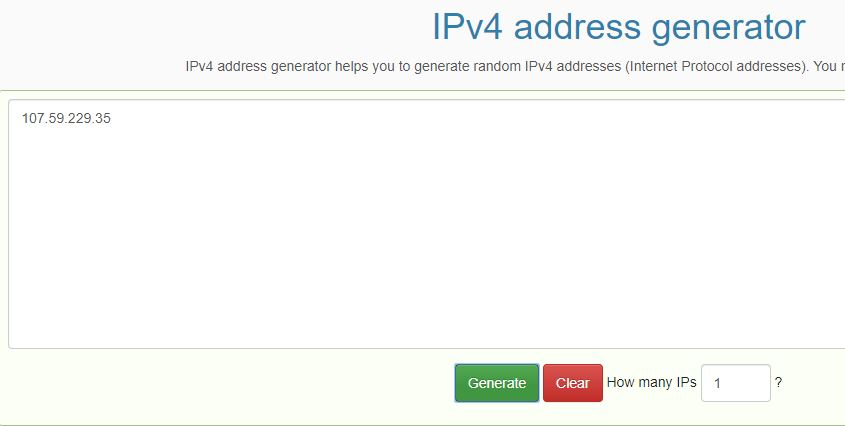 IPv4 address generator
IPv4 address generator helps you to generate random IPv4 addresses (Internet Protocol addresses). You
107.59.229.35
Generate Clear How many IPs 1 ?